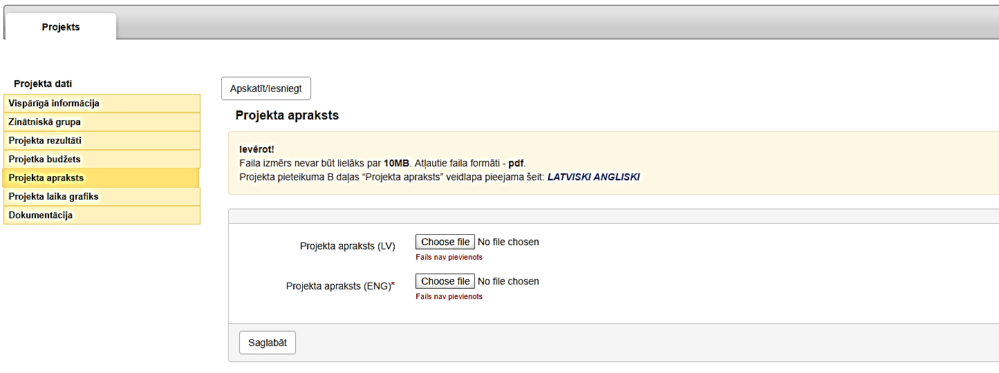 Projekts
Projekta dati
Vispārīgā informācija
Zinātniskā grupa
Projekta rezultāti
Projetka budžets
Projekta apraksts
Projekta laika grafiks
Dokumentācija
Apskatīt/Iesniegt
Projekta apraksts
Ievērot!
Faila izmērs nevar būt lielāks par 10MB. Atļautie faila formāti - pdf.
Projekta pieteikuma B daļas “Projekta apraksts” veidlapa pieejama šeit: LATVISKI ANGLISKI
Projekta apraksts (LV) Choose file No file chosen
Fails nav pievienots
Projekta apraksts (ENG)* Choose file No file chosen
Fails nav pievienots
Saglabāt